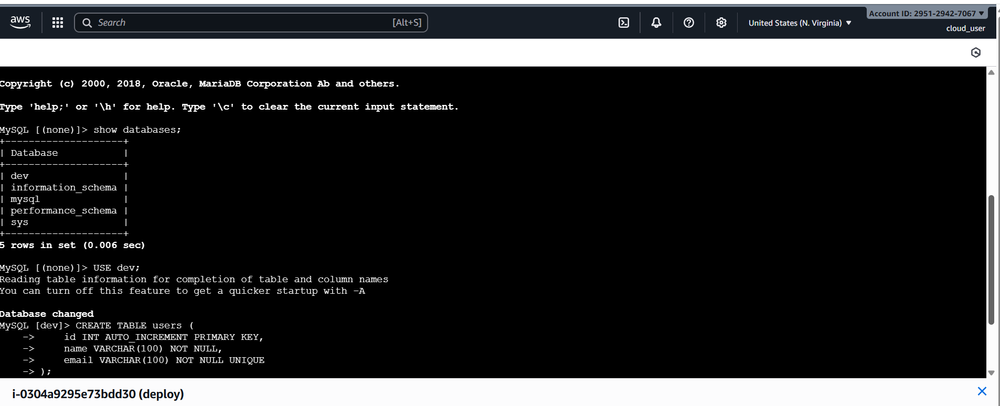 aws
Search
[Alt+S]
United States (N. Virginia)
Account ID: 2951-2942-7067
cloud_user
Copyright (c) 2000, 2018, Oracle, MariaDB Corporation Ab and others.
Type 'help;' or '\h' for help. Type '\c' to clear the current input statement.
MySQL [(none)]> show databases;
+--------------------+
| Database           |
+--------------------+
| dev                |
| information_schema |
| mysql              |
| performance_schema |
| sys                |
+--------------------+
5 rows in set (0.006 sec)
MySQL [(none)]> USE dev;
Reading table information for completion of table and column names
You can turn off this feature to get a quicker startup with -A
Database changed
MySQL [dev]> CREATE TABLE users (
    ->     id INT AUTO_INCREMENT PRIMARY KEY,
    ->     name VARCHAR(100) NOT NULL,
    ->     email VARCHAR(100) NOT NULL UNIQUE
    -> );
i-0304a9295e73bdd30 (deploy)